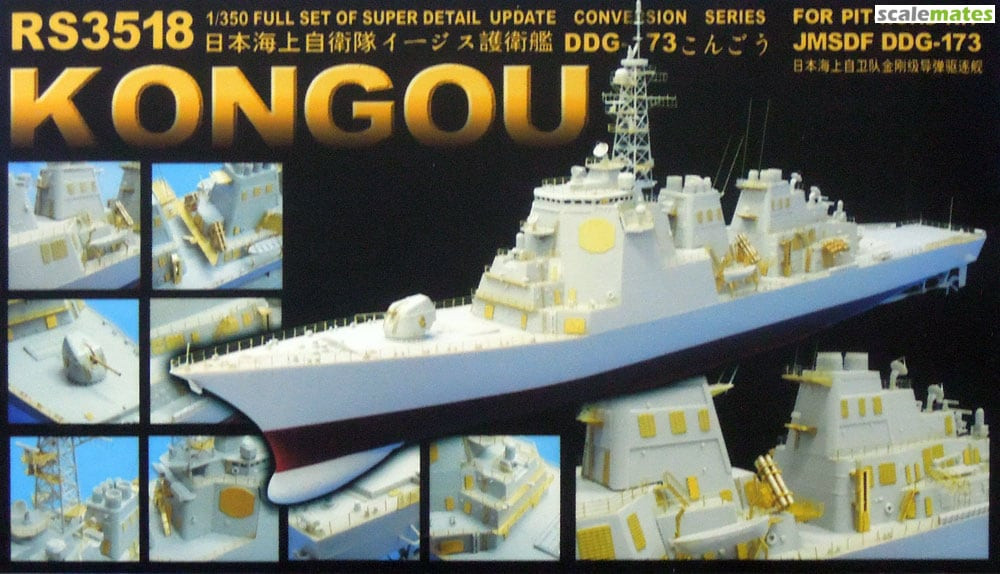 scalemates
RS3518
1/350 FULL SET OF SUPER DETAIL UPDATE CONVERSION SERIES FOR PIT
日本海上自衛隊イージス護衛艦 DDG-173こんごう JMSDF DDG-173
日本海上自卫队金刚级导弹驱逐舰
KONGOU